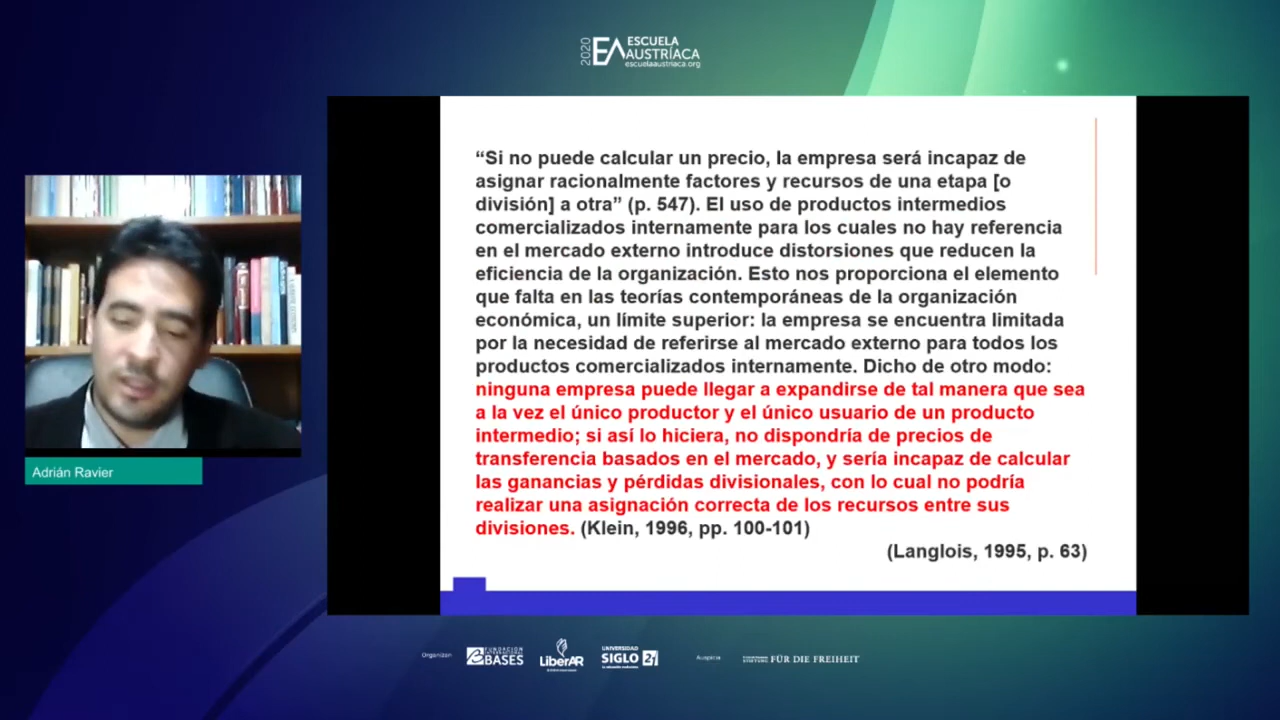 2020
EA ESCUELA
AUSTRÍACA
escuelaaustriaca.org
“Si no puede calcular un precio, la empresa será incapaz de
asignar racionalmente factores y recursos de una etapa [o
división] a otra” (p. 547). El uso de productos intermedios
comercializados internamente para los cuales no hay referencia
en el mercado externo introduce distorsiones que reducen la
eficiencia de la organización. Esto nos proporciona el elemento
que falta en las teorías contemporáneas de la organización
económica, un límite superior: la empresa se encuentra limitada
por la necesidad de referirse al mercado externo para todos los
productos comercializados internamente. Dicho de otro modo:
ninguna empresa puede llegar a expandirse de tal manera que sea
a la vez el único productor y el único usuario de un producto
intermedio; si así lo hiciera, no dispondría de precios de
transferencia basados en el mercado, y sería incapaz de calcular
las ganancias y pérdidas divisionales, con lo cual no podría
realizar una asignación correcta de los recursos entre sus
divisiones. (Klein, 1996, pp. 100-101)
(Langlois, 1995, p. 63)
Adrián Ravier
Organizan
FUNDACIÓN
INTERNACIONAL
BASES
LiberAR
UNIVERSIDAD
SIGLO 21
Auspicia
STIFTUNG FÜR DIE FREIHEIT